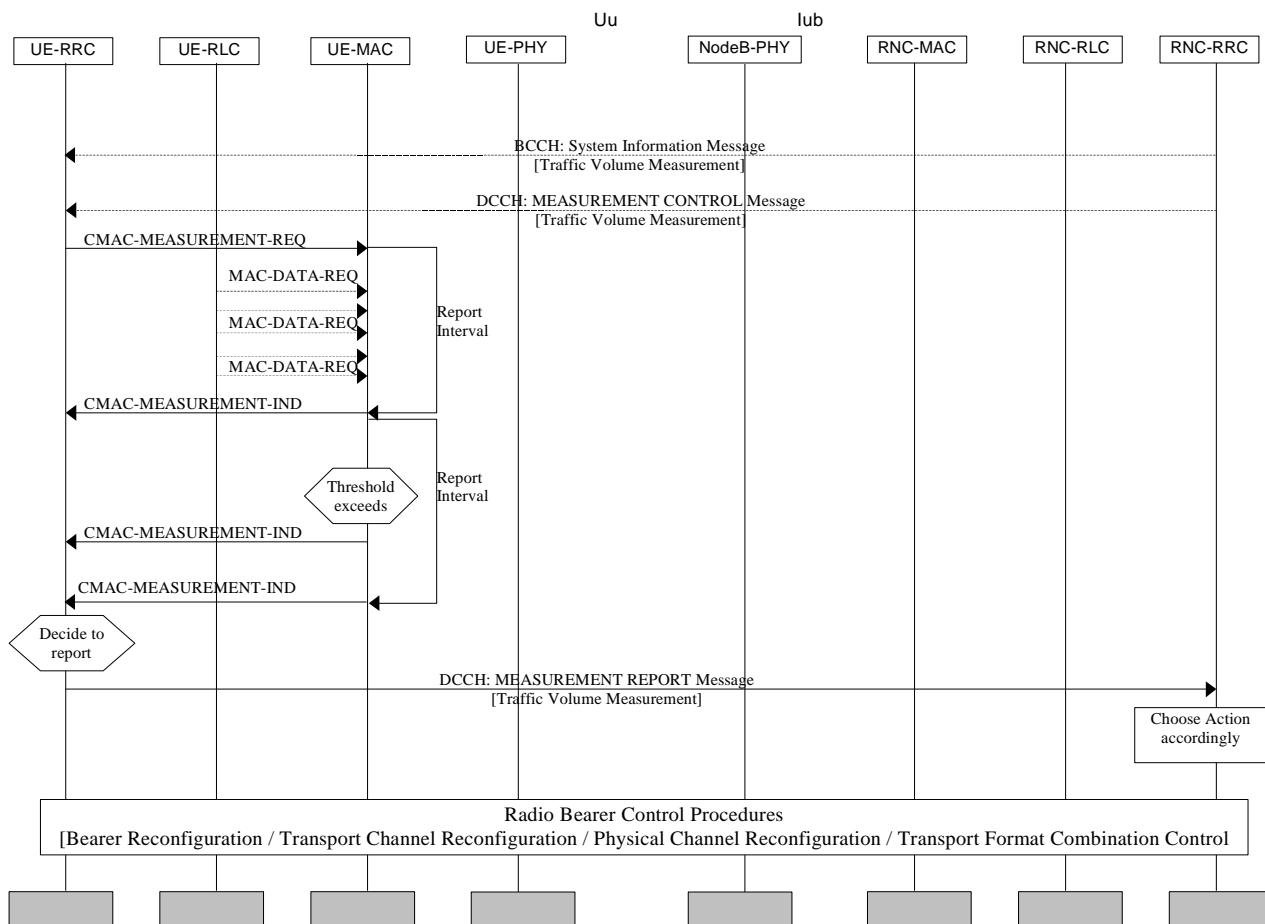 Uu
Iub
UE-RRC
UE-RLC
UE-MAC
UE-PHY
NodeB-PHY
RNC-MAC
RNC-RLC
RNC-RRC
BCCH: System Information Message
[Traffic Volume Measurement]
DCCH: MEASUREMENT CONTROL Message
[Traffic Volume Measurement]
CMAC-MEASUREMENT-REQ
MAC-DATA-REQ
Report
Interval
MAC-DATA-REQ
MAC-DATA-REQ
CMAC-MEASUREMENT-IND
Report
Interval
Threshold
exceeds
CMAC-MEASUREMENT-IND
CMAC-MEASUREMENT-IND
Decide to
report
DCCH: MEASUREMENT REPORT Message
[Traffic Volume Measurement]
Choose Action
accordingly
Radio Bearer Control Procedures
[Bearer Reconfiguration / Transport Channel Reconfiguration / Physical Channel Reconfiguration / Transport Format Combination Control